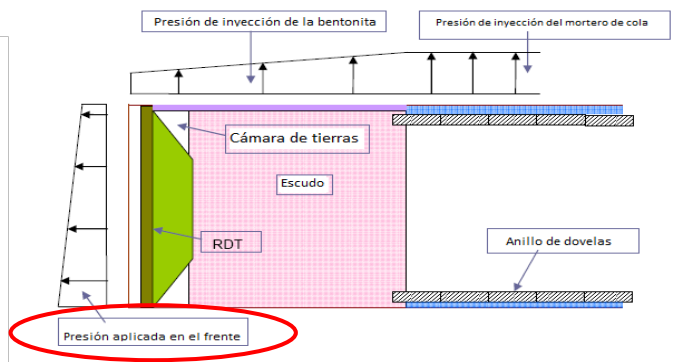 Presión de inyección de la bentonita
Presión de inyección del mortero de cola
Cámara de tierras
Escudo
RDT
Anillo de dovelas
Presión aplicada en el frente